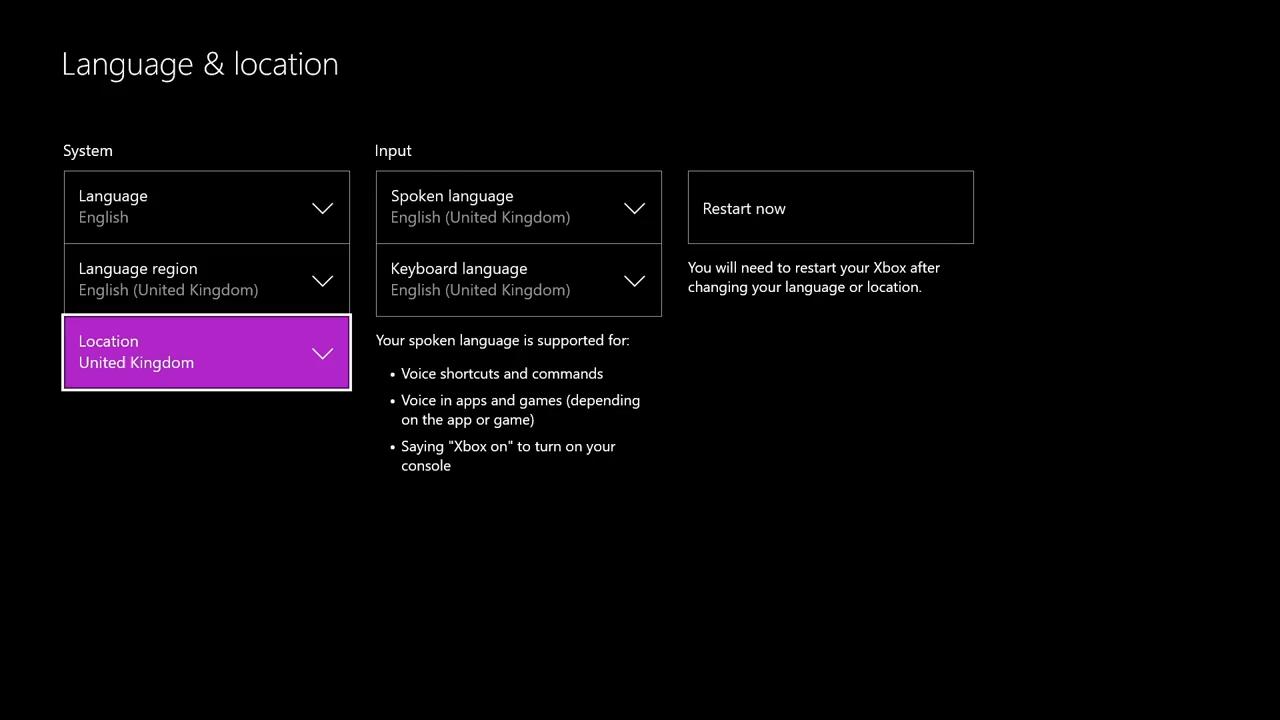 Language & location
System
Language
English
Language region
English (United Kingdom)
Location
United Kingdom
Input
Spoken language
English (United Kingdom)
Keyboard language
English (United Kingdom)
Your spoken language is supported for:
• Voice shortcuts and commands
• Voice in apps and games (depending
on the app or game)
• Saying "Xbox on" to turn on your
console
Restart now
You will need to restart your Xbox after
changing your language or location.